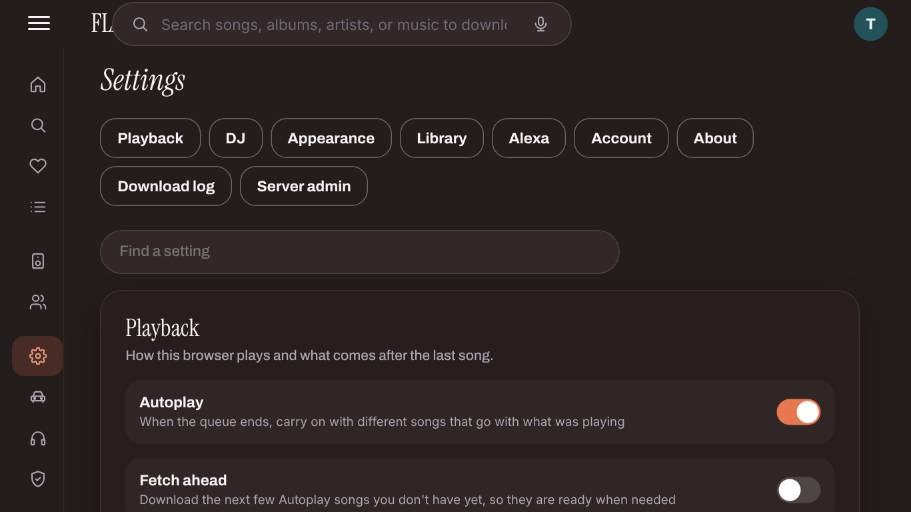 FL
Search songs, albums, artists, or music to downl
T
Settings
Playback DJ Appearance Library Alexa Account About
Download log Server admin
Find a setting
Playback
How this browser plays and what comes after the last song.
Autoplay
When the queue ends, carry on with different songs that go with what was playing
Fetch ahead
Download the next few Autoplay songs you don't have yet, so they are ready when needed